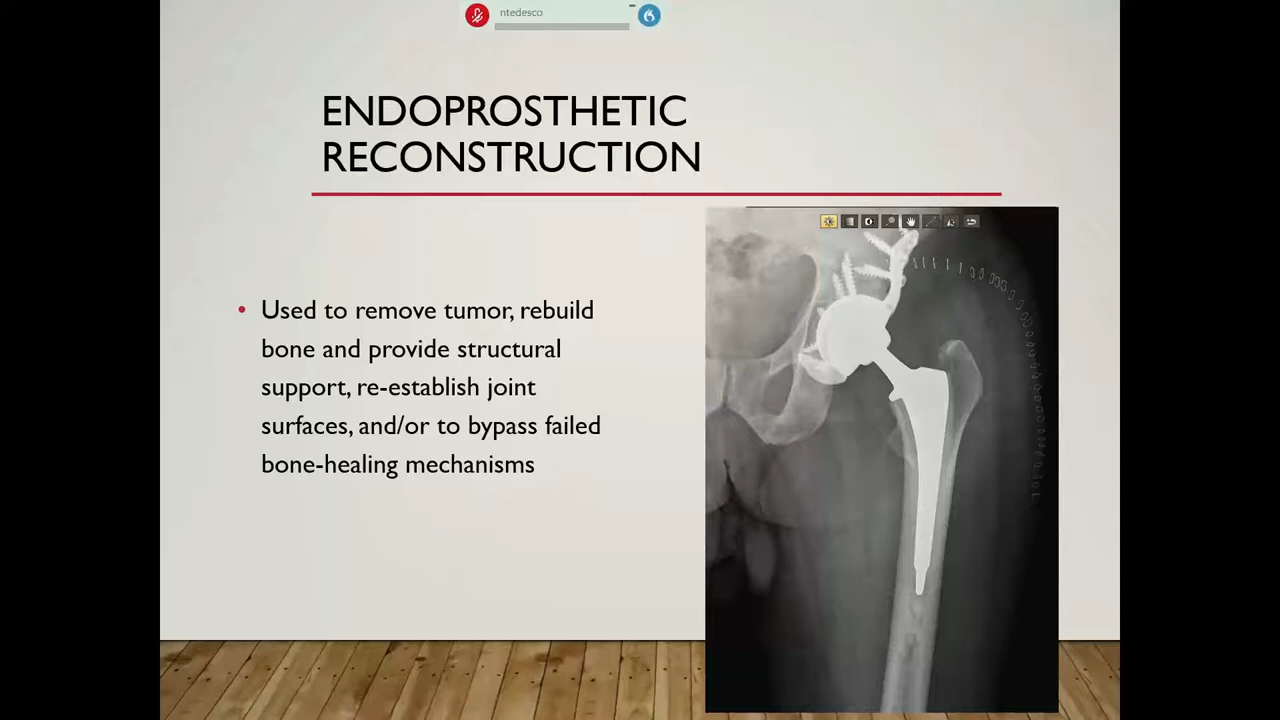 ntedesco
ENDOPROSTHETIC
RECONSTRUCTION
• Used to remove tumor, rebuild
bone and provide structural
support, re-establish joint
surfaces, and/or to bypass failed
bone-healing mechanisms